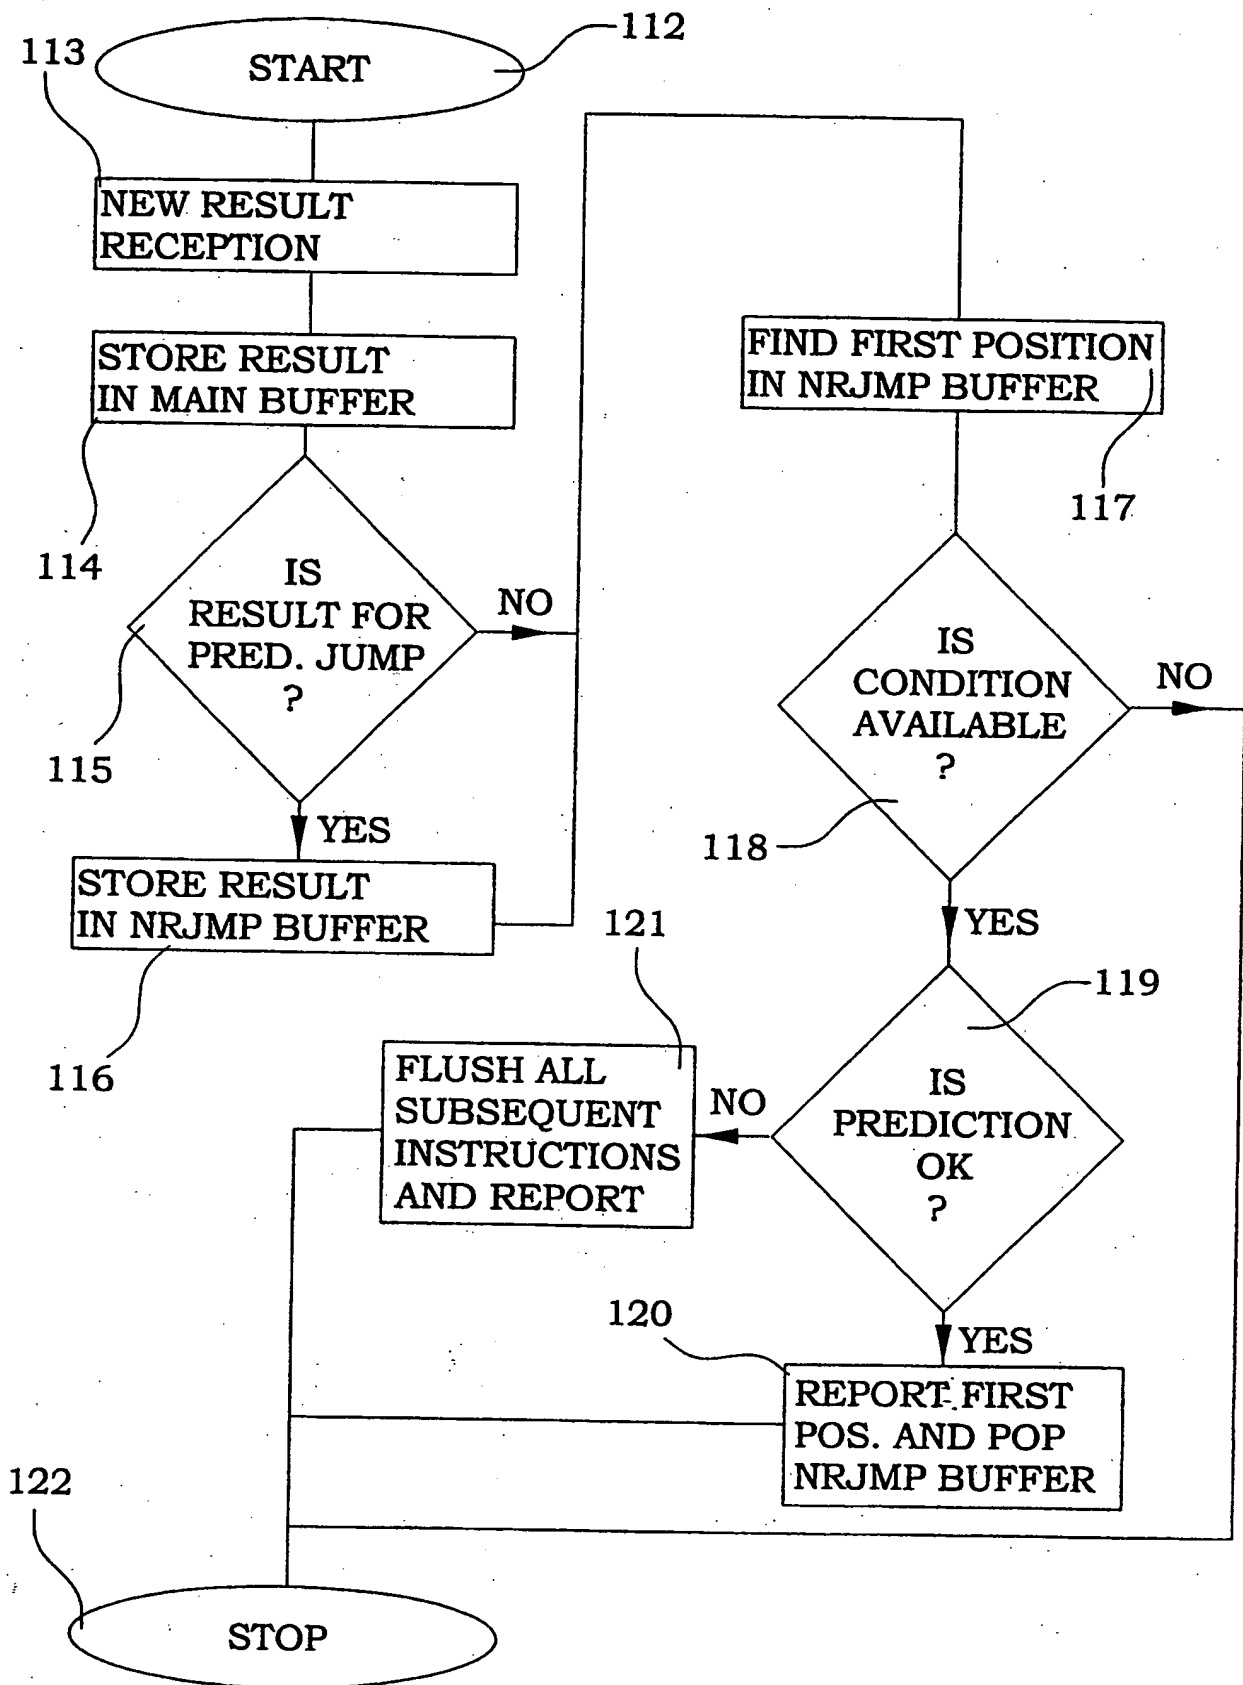 112
113
START
NEW RESULT
RECEPTION
STORE RESULT
IN MAIN BUFFER
114
IS
RESULT FOR
PRED. JUMP
?
NO
115
YES
STORE RESULT
IN NRJMP BUFFER
116
FIND FIRST POSITION
IN NRJMP BUFFER
117
IS
CONDITION
AVAILABLE
?
NO
118
YES
119
IS
PREDICTION
OK
?
NO
121
FLUSH ALL
SUBSEQUENT
INSTRUCTIONS
AND REPORT
YES
120
REPORT FIRST
POS. AND POP
NRJMP BUFFER
122
STOP